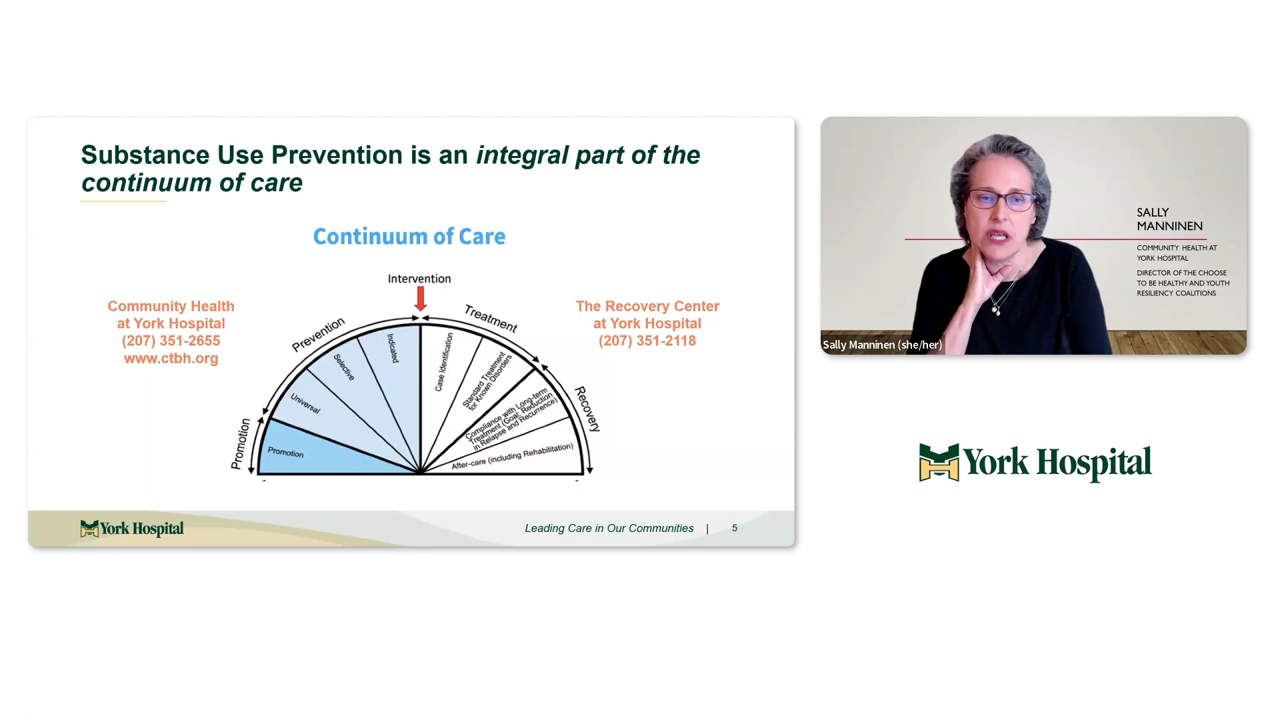 Substance Use Prevention is an integral part of the
continuum of care
Continuum of Care
Intervention
Community Health
at York Hospital
(207) 351-2655
www.ctbh.org
The Recovery Center
at York Hospital
(207) 351-2118
Promotion
Prevention
Treatment
Recovery
Promotion
Universal
Selective
Indicated
Case Identification
Standard Treatment
for Known Disorders
Compliance with Long-term
Treatment (Goal: Reduction
in Relapse and Recurrence)
After-care (including Rehabilitation)
York Hospital
Leading Care in Our Communities | 5
SALLY
MANNINEN
COMMUNITY HEALTH AT
YORK HOSPITAL
DIRECTOR OF THE CHOOSE
TO BE HEALTHY AND YOUTH
RESILIENCY COALITIONS
Sally Manninen (she/her)
York Hospital